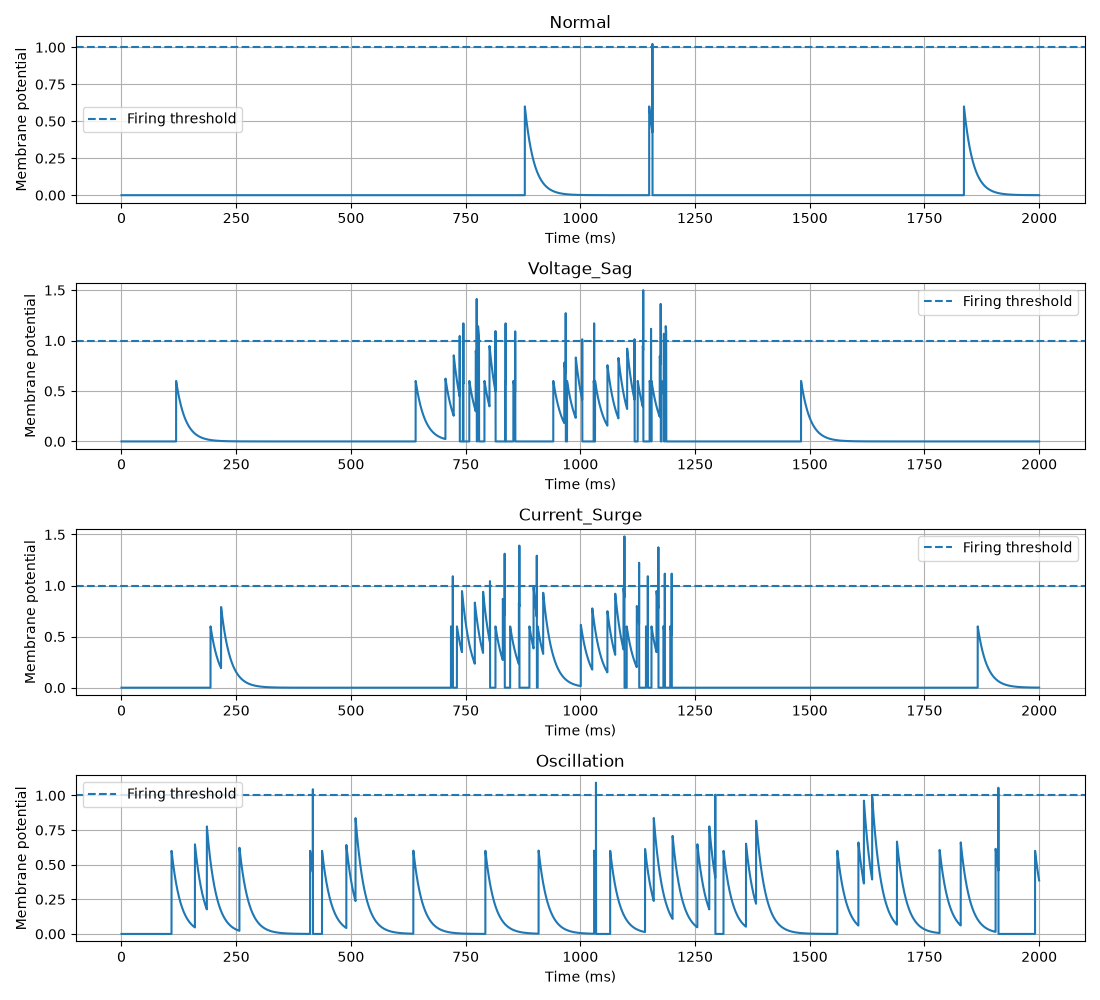 Normal
Membrane potential
1.00
0.75
0.50
0.25
0.00
Firing threshold
0 250 500 750 1000 1250 1500 1750 2000
Time (ms)
Voltage_Sag
Membrane potential
1.5
1.0
0.5
0.0
Firing threshold
0 250 500 750 1000 1250 1500 1750 2000
Time (ms)
Current_Surge
Membrane potential
1.5
1.0
0.5
0.0
Firing threshold
0 250 500 750 1000 1250 1500 1750 2000
Time (ms)
Oscillation
Membrane potential
1.00
0.75
0.50
0.25
0.00
Firing threshold
0 250 500 750 1000 1250 1500 1750 2000
Time (ms)